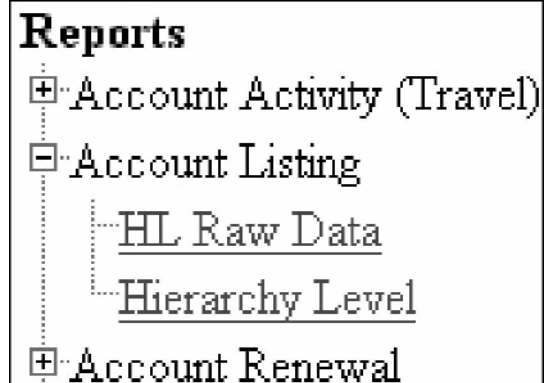 Reports
Account Activity (Travel)
Account Listing
HL Raw Data
Hierarchy Level
Account Renewal